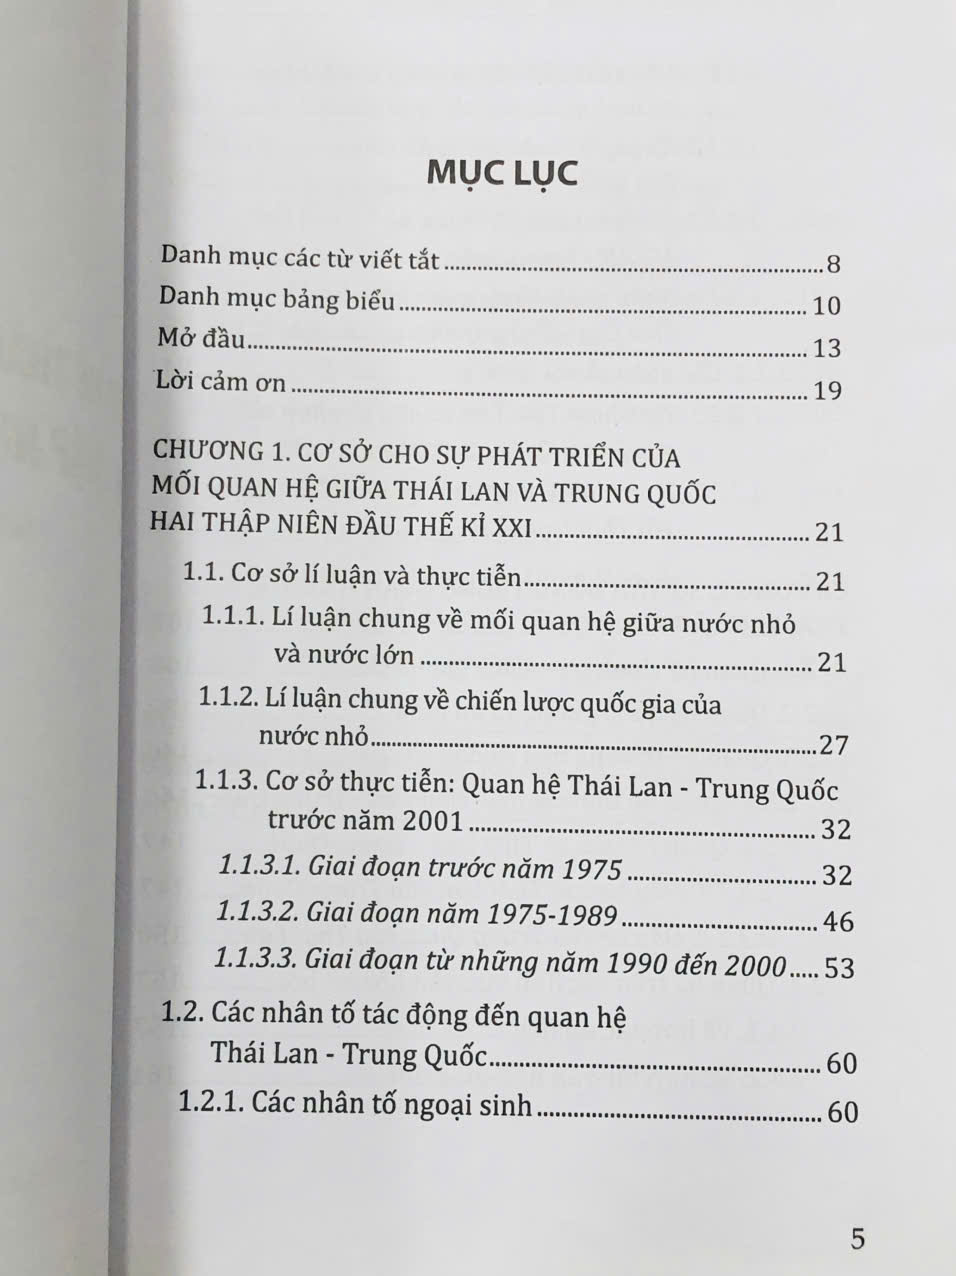 MỤC LỤC
Danh mục các từ viết tắt ........ 8
Danh mục bảng biểu ........ 10
Mở đầu ........ 13
Lời cảm ơn ........ 19
CHƯƠNG 1. CƠ SỞ CHO SỰ PHÁT TRIỂN CỦA
MỐI QUAN HỆ GIỮA THÁI LAN VÀ TRUNG QUỐC
HAI THẬP NIÊN ĐẦU THẾ KỈ XXI ........ 21
1.1. Cơ sở lí luận và thực tiễn ........ 21
1.1.1. Lí luận chung về mối quan hệ giữa nước nhỏ
và nước lớn ........ 21
1.1.2. Lí luận chung về chiến lược quốc gia của
nước nhỏ ........ 27
1.1.3. Cơ sở thực tiễn: Quan hệ Thái Lan - Trung Quốc
trước năm 2001 ........ 32
1.1.3.1. Giai đoạn trước năm 1975 ........ 32
1.1.3.2. Giai đoạn năm 1975-1989 ........ 46
1.1.3.3. Giai đoạn từ những năm 1990 đến 2000 ..... 53
1.2. Các nhân tố tác động đến quan hệ
Thái Lan - Trung Quốc ........ 60
1.2.1. Các nhân tố ngoại sinh ........ 60
5